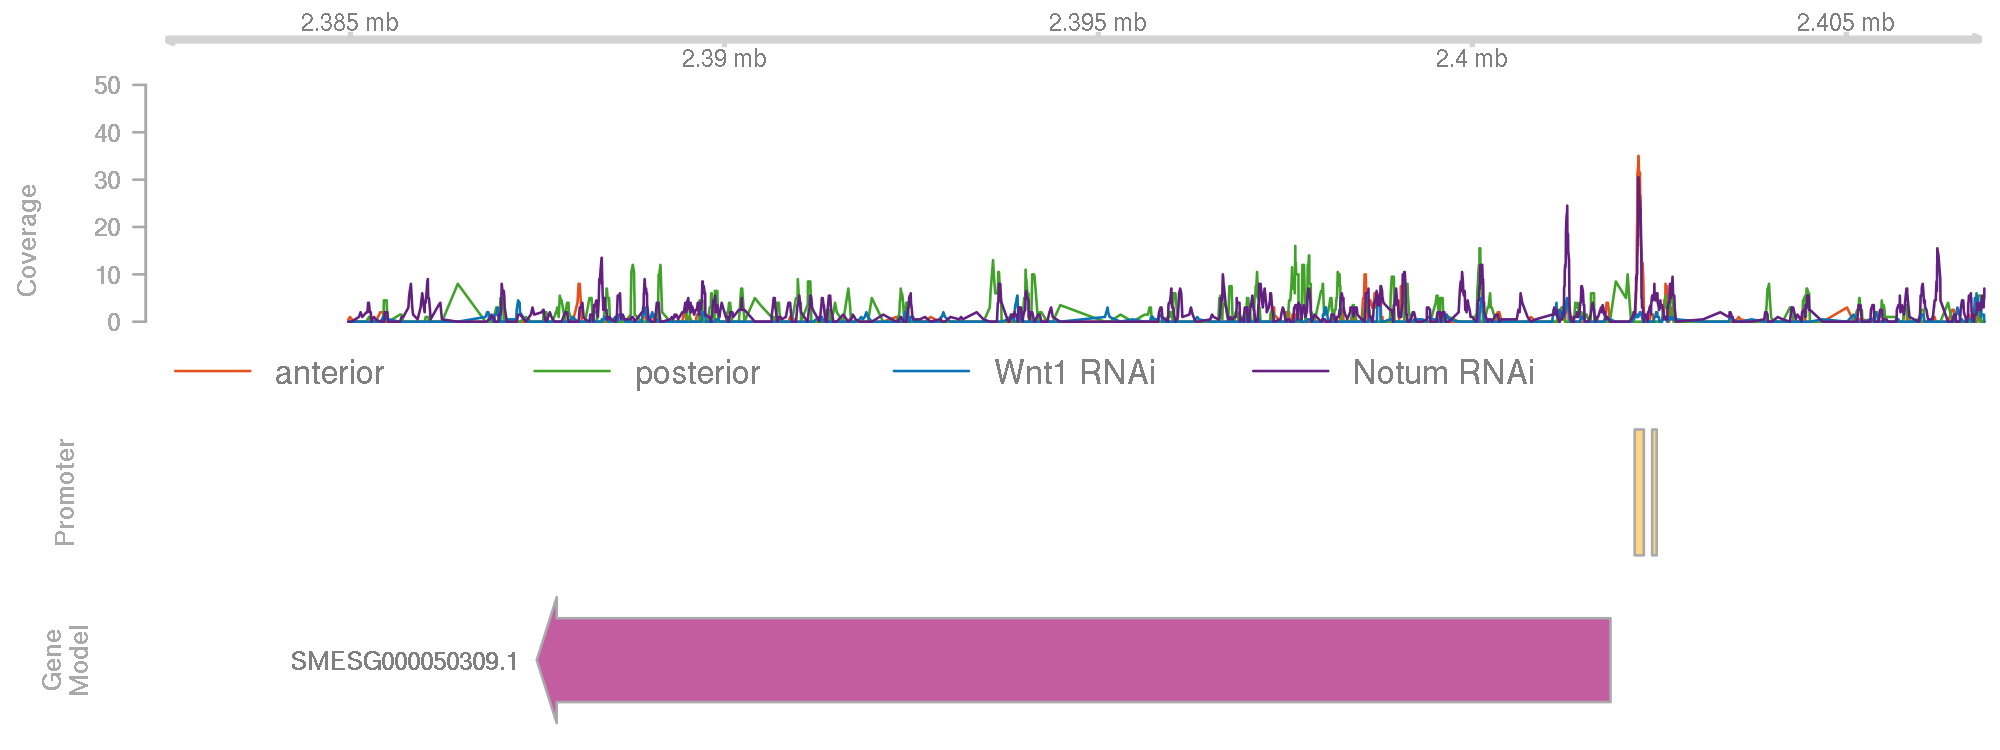 2.385 mb 2.395 mb 2.405 mb
2.39 mb 2.4 mb
Coverage
50
40
30
20
10
0
anterior posterior Wnt1 RNAi Notum RNAi
Promoter
Gene
Model
SMESG000050309.1